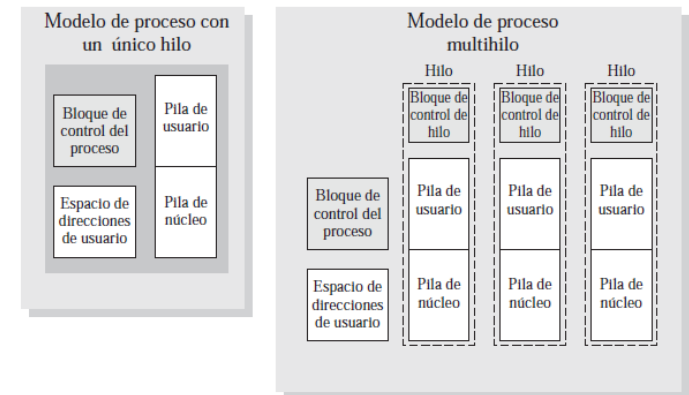 Modelo de proceso con
un único hilo
Bloque de
control del
proceso
Pila de
usuario
Espacio de
direcciones
de usuario
Pila de
núcleo
Modelo de proceso
multihilo
Hilo
Hilo
Hilo
Bloque de
control de
hilo
Bloque de
control de
hilo
Bloque de
control de
hilo
Bloque de
control del
proceso
Pila de
usuario
Pila de
usuario
Pila de
usuario
Espacio de
direcciones
de usuario
Pila de
núcleo
Pila de
núcleo
Pila de
núcleo